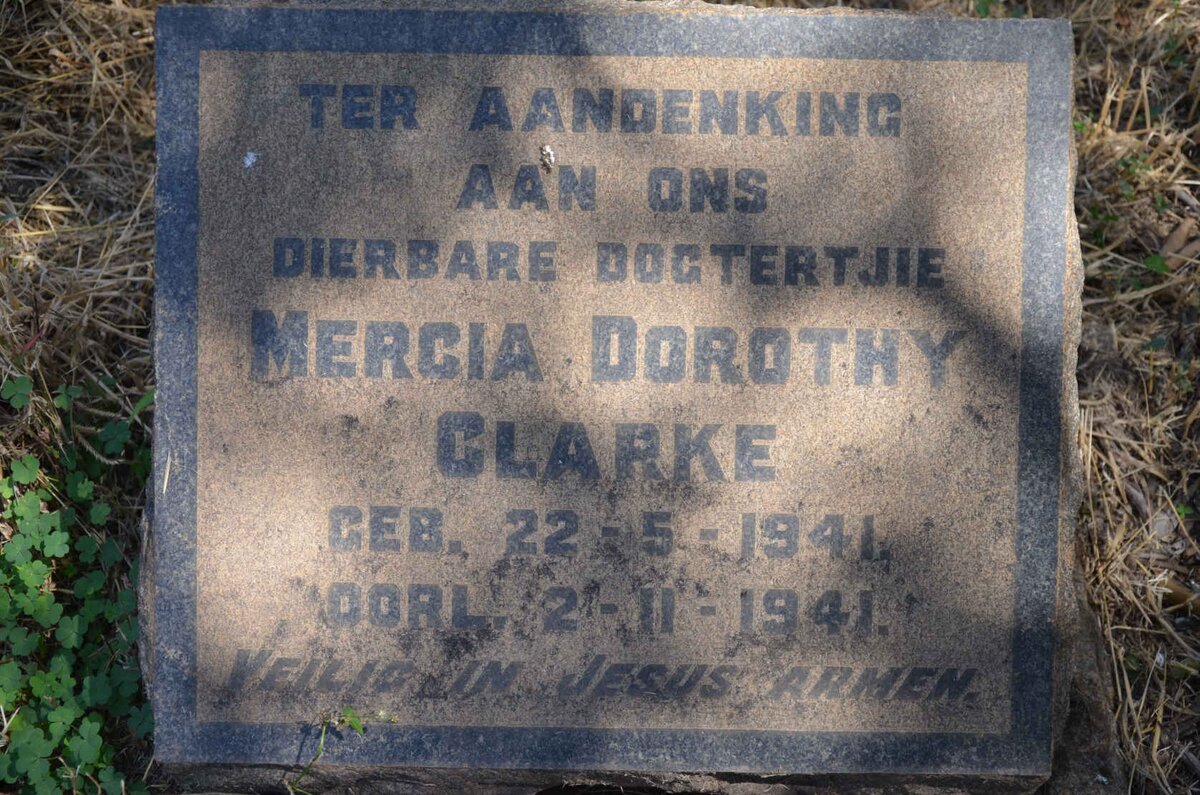 TER AANDENKING
AAN ONS
DIERBARE DOGTERTJIE
MERCIA DOROTHY
CLARKE
GEB. 22-5-1941.
OORL. 2-11-1941.
VEILIG IN JESUS ARMEN.